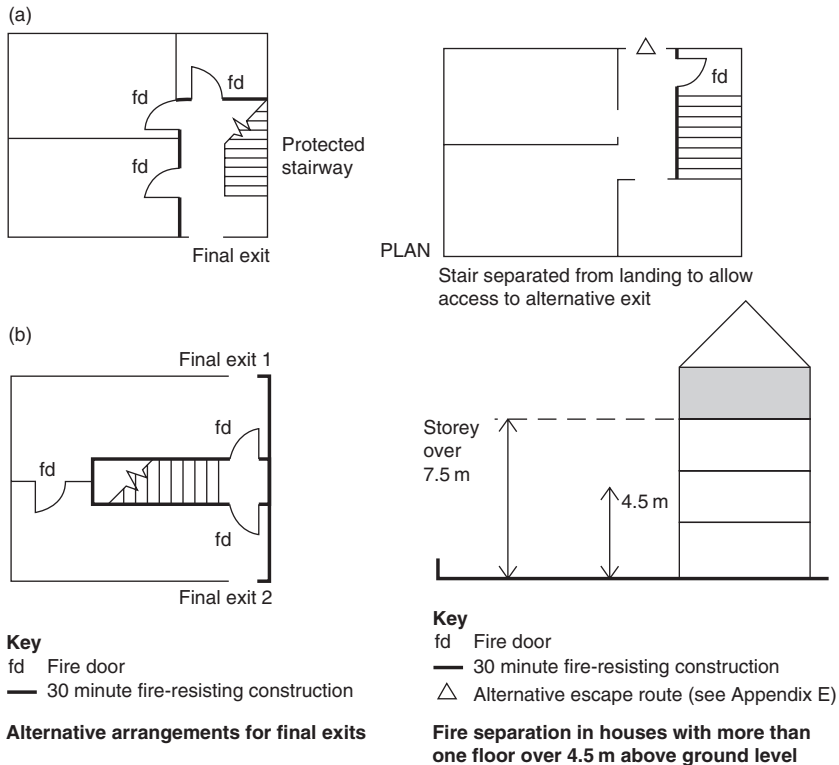 (a)
fd
fd
fd
Protected
stairway
Final exit
fd
PLAN
Stair separated from landing to allow
access to alternative exit
(b)
Final exit 1
fd
fd
fd
Final exit 2
Storey
over
7.5 m
4.5 m
Key
fd Fire door
30 minute fire-resisting construction
Alternative arrangements for final exits
Key
fd Fire door
30 minute fire-resisting construction
Alternative escape route (see Appendix E)
Fire separation in houses with more than
one floor over 4.5 m above ground level